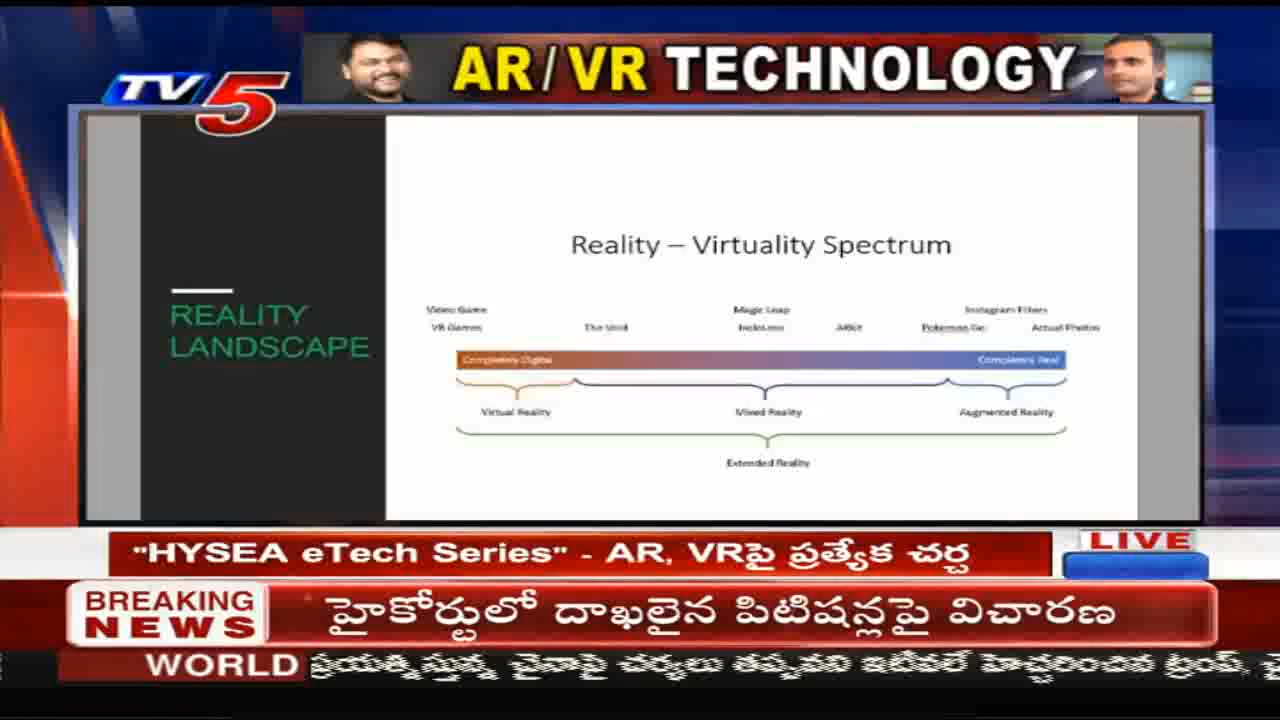 TV5
AR/VR TECHNOLOGY
REALITY
LANDSCAPE
Reality – Virtuality Spectrum
Video Game
Magic Leap
Instagram Filters
VR Games
The Void
HoloLens
ARKit
Pokemon Go
Actual Photos
Completely Digital
Completely Real
Virtual Reality
Mixed Reality
Augmented Reality
Extended Reality
"HYSEA eTech Series" - AR, VRపై ప్రత్యేక చర్చ
LIVE
BREAKING
NEWS
హైకోర్టులో దాఖలైన పిటిషన్లపై విచారణ
WORLD